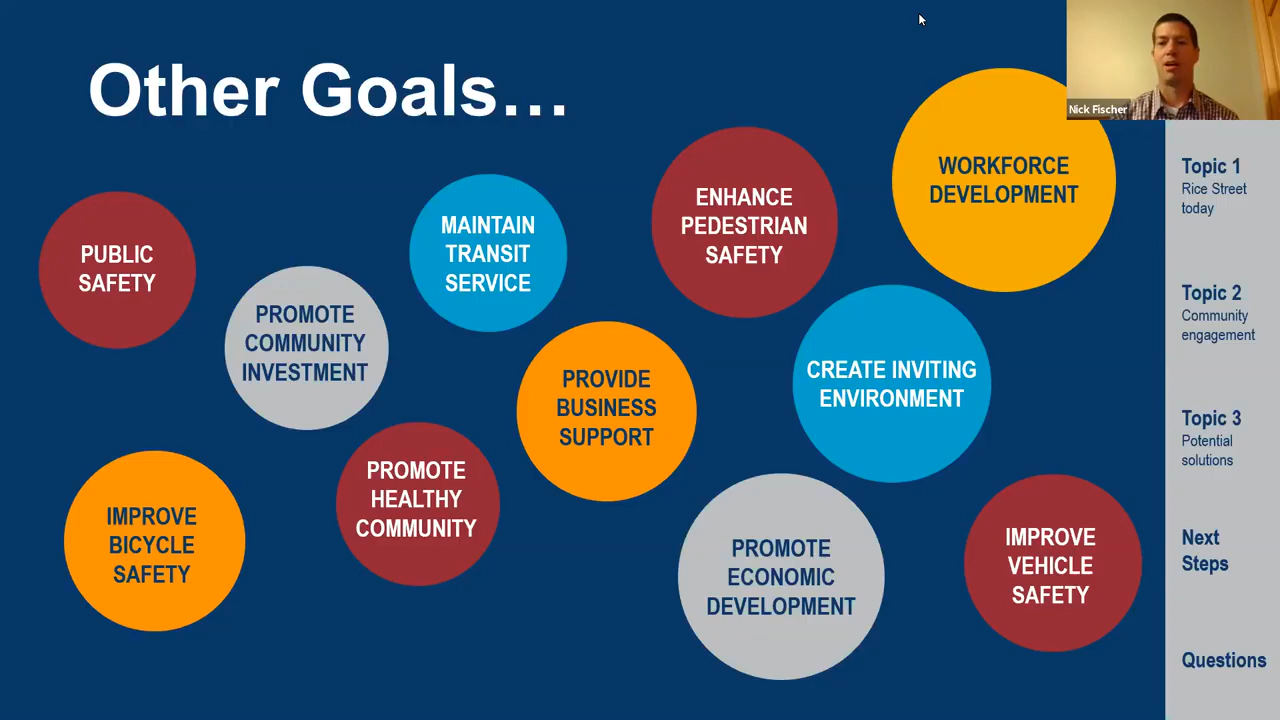 Other Goals…
Nick Fischer
WORKFORCE
DEVELOPMENT
ENHANCE
PEDESTRIAN
SAFETY
MAINTAIN
TRANSIT
SERVICE
PUBLIC
SAFETY
PROMOTE
COMMUNITY
INVESTMENT
PROVIDE
BUSINESS
SUPPORT
CREATE INVITING
ENVIRONMENT
PROMOTE
HEALTHY
COMMUNITY
IMPROVE
BICYCLE
SAFETY
PROMOTE
ECONOMIC
DEVELOPMENT
IMPROVE
VEHICLE
SAFETY
Topic 1
Rice Street
today
Topic 2
Community
engagement
Topic 3
Potential
solutions
Next
Steps
Questions